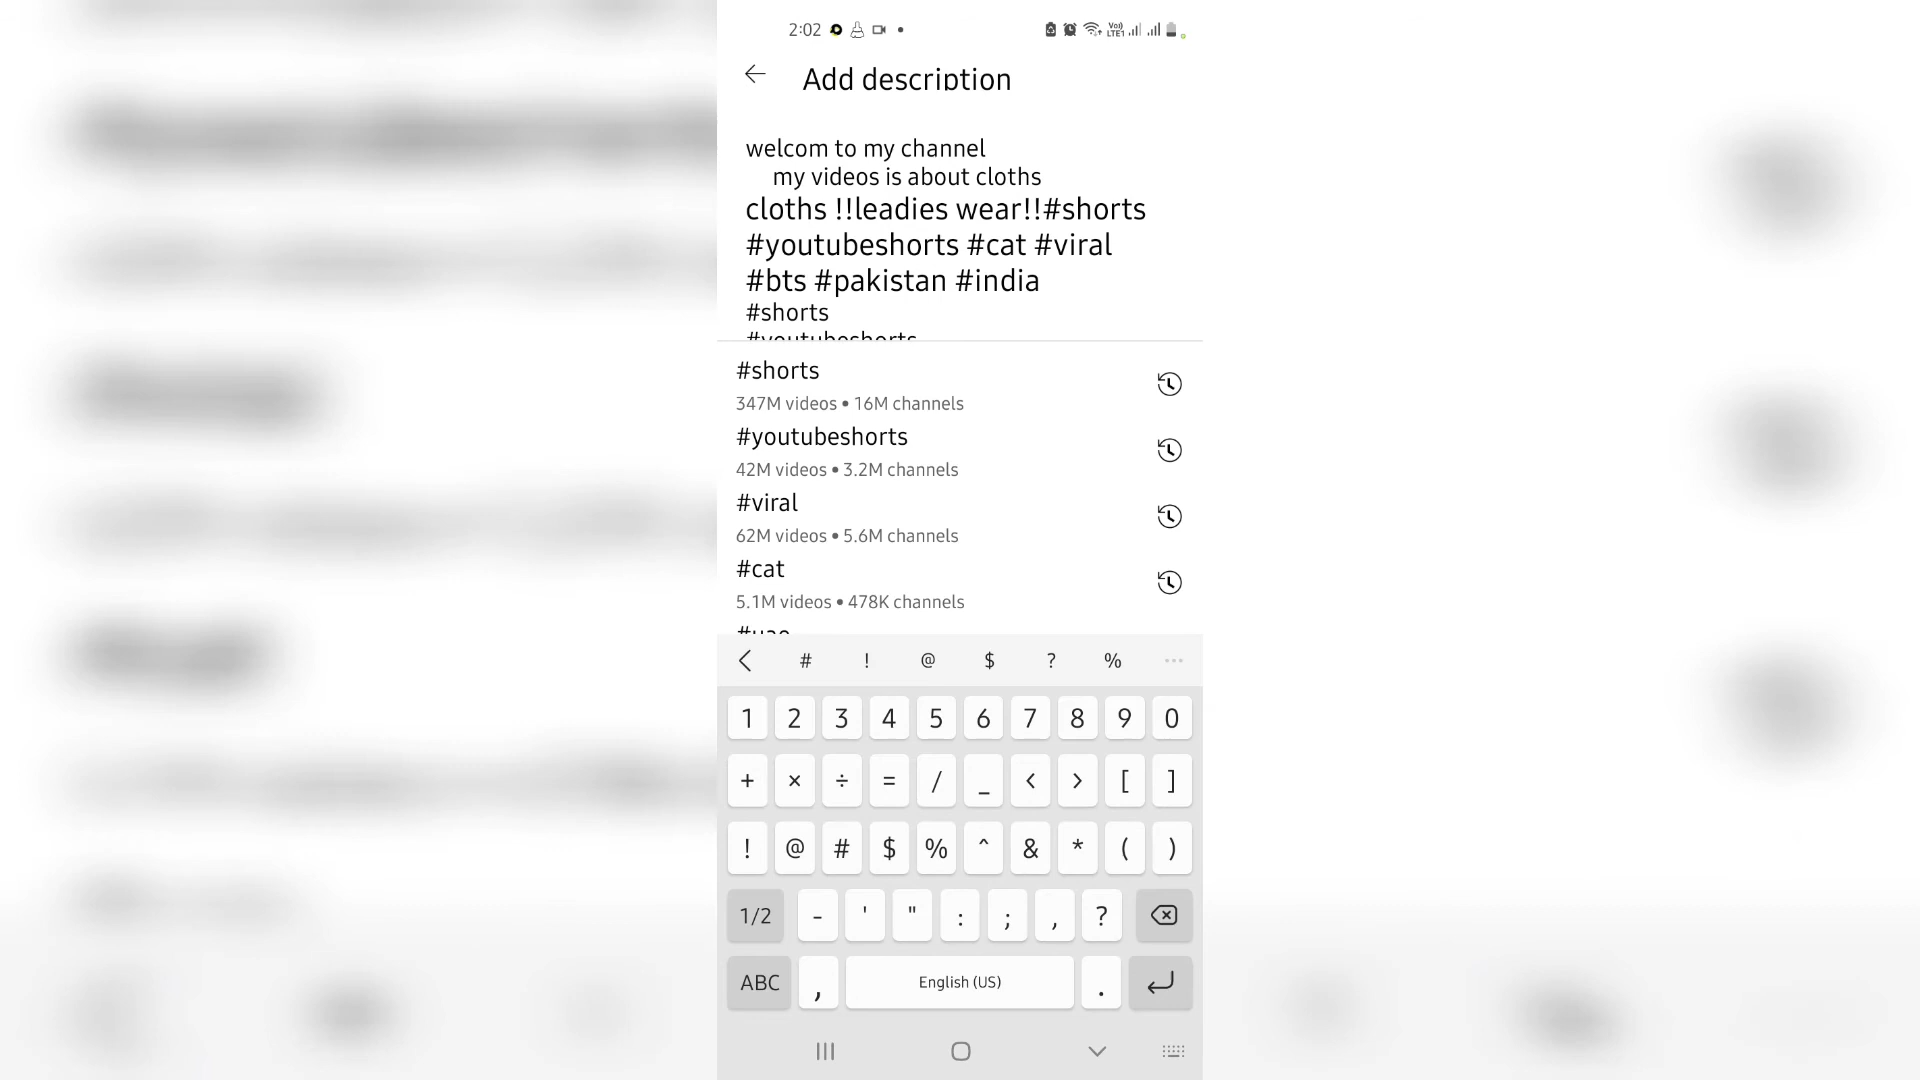 2:02
Add description
welcom to my channel
my videos is about cloths
cloths !!leadies wear!!#shorts
#youtubeshorts #cat #viral
#bts #pakistan #india
#shorts
#youtubeshorts
#shorts
347M videos • 16M channels
#youtubeshorts
42M videos • 3.2M channels
#viral
62M videos • 5.6M channels
#cat
5.1M videos • 478K channels
#uae
# ! @ $ ? % ...
1 2 3 4 5 6 7 8 9 0
+ × ÷ = / _ < > [ ]
! @ # $ % ^ & * ( )
1/2 - ' " : ; , ?
ABC , English (US) .